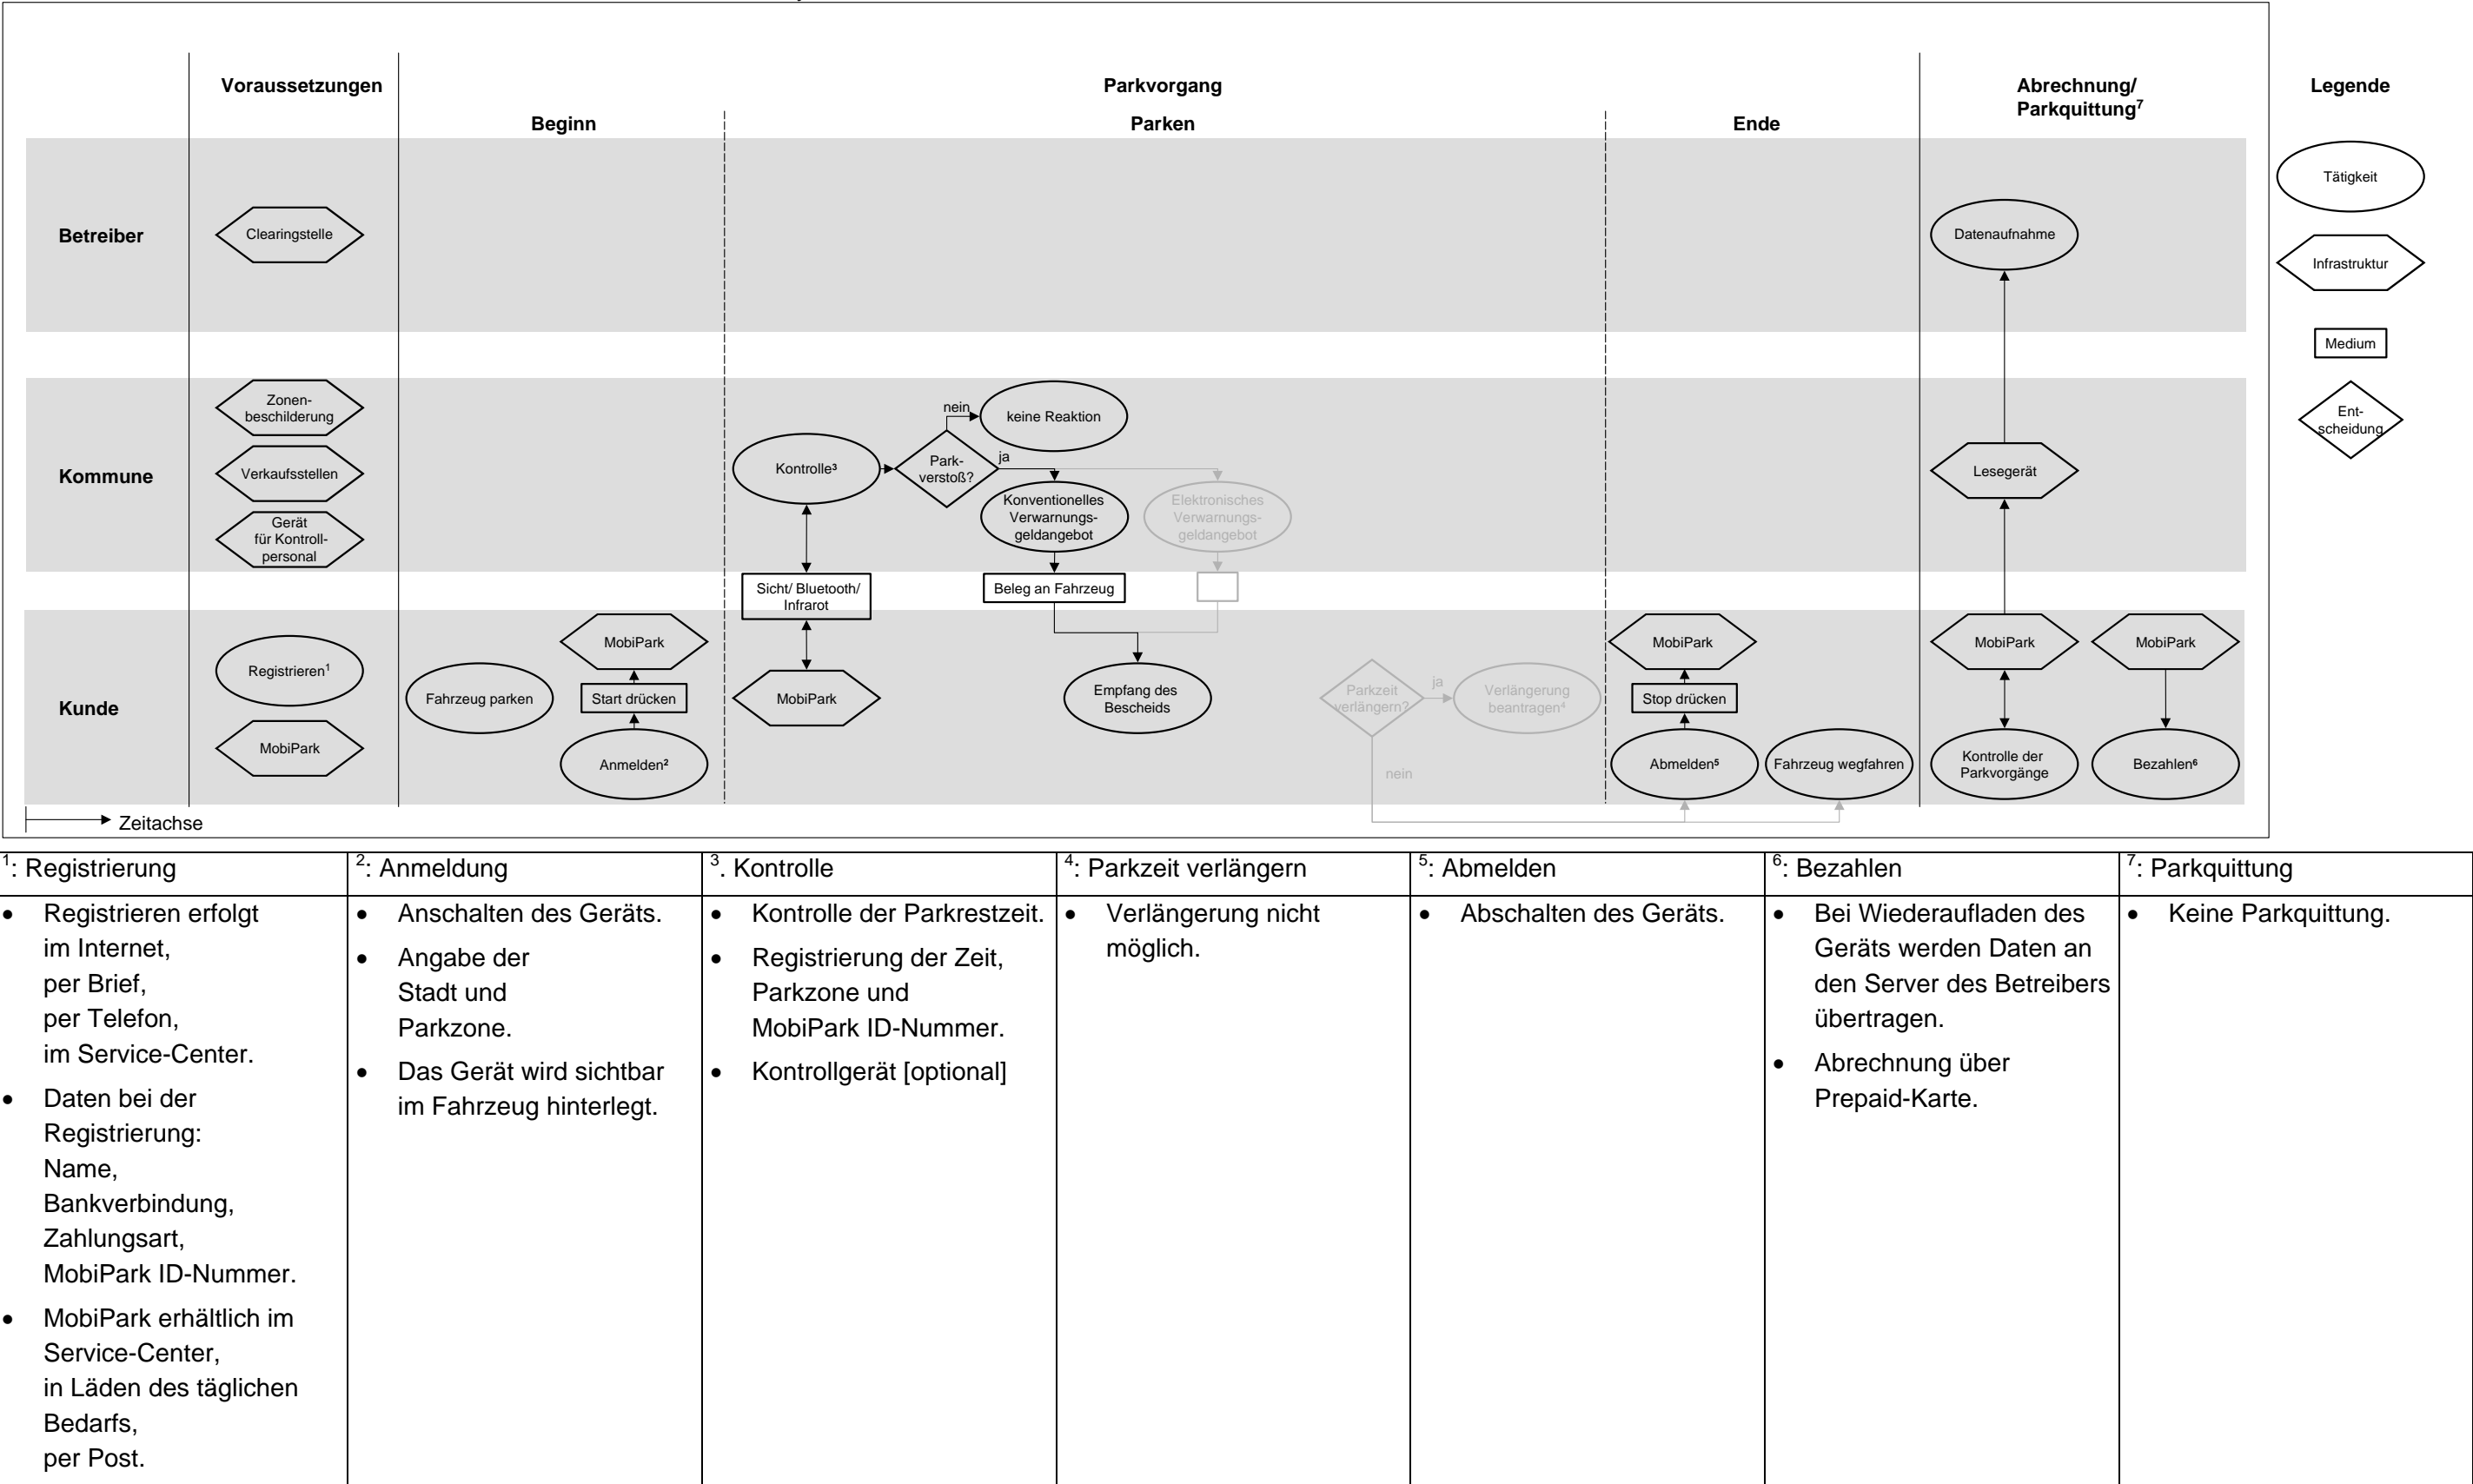 Voraussetzungen
Parkvorgang
Abrechnung/
Parkquittung⁷
Legende
Beginn
Parken
Ende
Betreiber
Clearingstelle
Datenaufnahme
Tätigkeit
Infrastruktur
Medium
Ent-
scheidung
Kommune
Zonen-
beschilderung
Verkaufsstellen
Gerät
für Kontroll-
personal
Kontrolle³
Park-
verstoß?
nein
keine Reaktion
ja
Konventionelles
Verwarnungs-
geldangebot
Elektronisches
Verwarnungs-
geldangebot
Lesegerät
Sicht/ Bluetooth/
Infrarot
Beleg an Fahrzeug
Kunde
Registrieren¹
MobiPark
Fahrzeug parken
MobiPark
Start drücken
Anmelden²
MobiPark
Empfang des
Bescheids
Parkzeit
verlängern?
ja
nein
Verlängerung
beantragen⁴
MobiPark
Stop drücken
Abmelden⁵
Fahrzeug wegfahren
MobiPark
Kontrolle der
Parkvorgänge
MobiPark
Bezahlen⁶
Zeitachse
¹: Registrierung
• Registrieren erfolgt
im Internet,
per Brief,
per Telefon,
im Service-Center.
• Daten bei der
Registrierung:
Name,
Bankverbindung,
Zahlungsart,
MobiPark ID-Nummer.
• MobiPark erhältlich im
Service-Center,
in Läden des täglichen
Bedarfs,
per Post.
²: Anmeldung
• Anschalten des Geräts.
• Angabe der
Stadt und
Parkzone.
• Das Gerät wird sichtbar
im Fahrzeug hinterlegt.
³. Kontrolle
• Kontrolle der Parkrestzeit.
• Registrierung der Zeit,
Parkzone und
MobiPark ID-Nummer.
• Kontrollgerät [optional]
⁴: Parkzeit verlängern
• Verlängerung nicht
möglich.
⁵: Abmelden
• Abschalten des Geräts.
⁶: Bezahlen
• Bei Wiederaufladen des
Geräts werden Daten an
den Server des Betreibers
übertragen.
• Abrechnung über
Prepaid-Karte.
⁷: Parkquittung
• Keine Parkquittung.